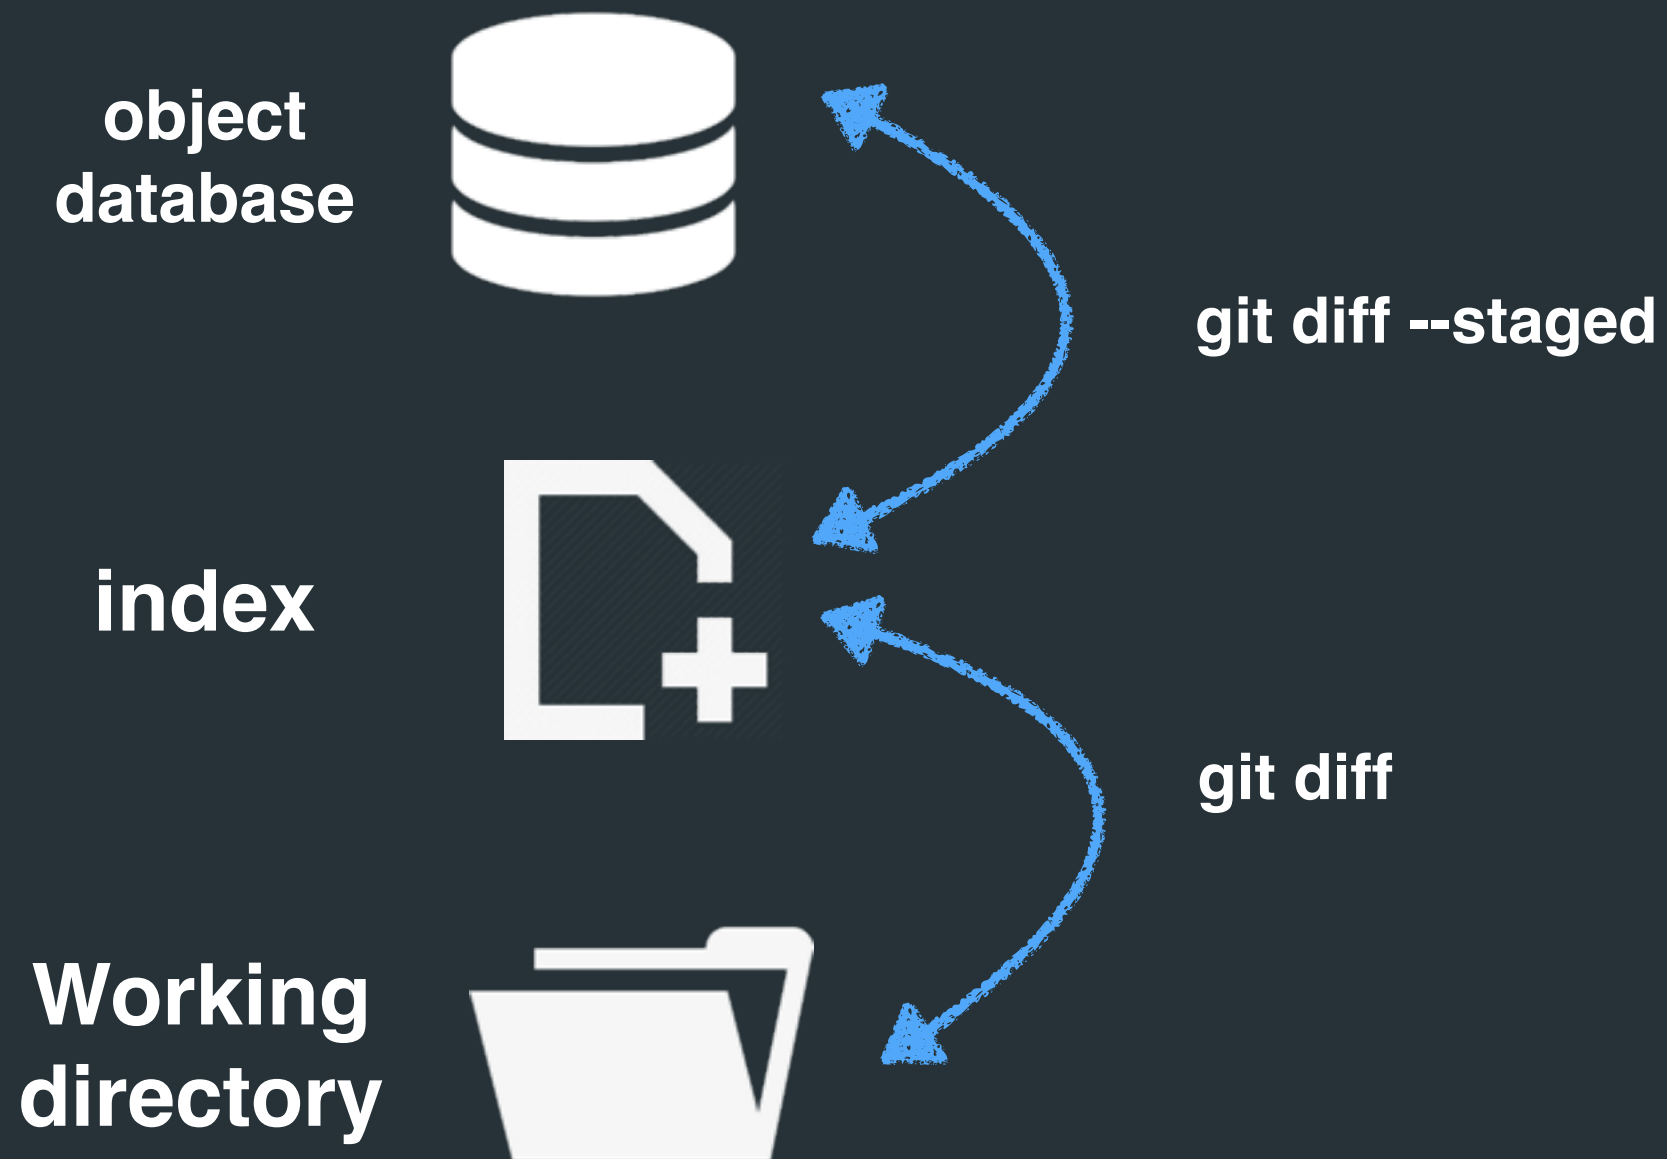 object
database
git diff --staged
index
git diff
Working
directory